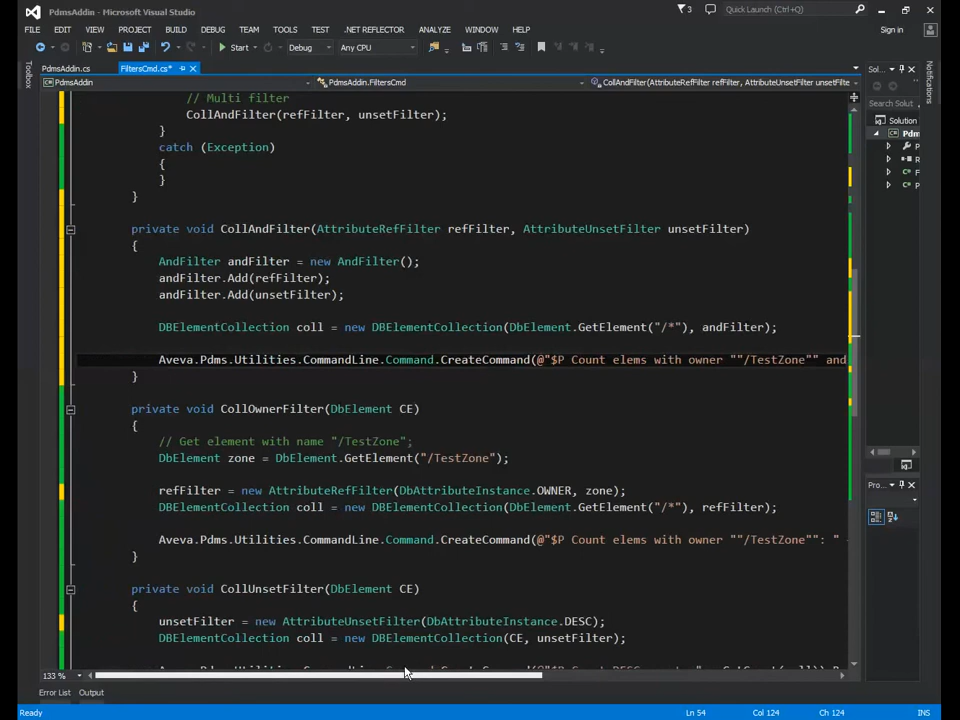 PdmsAddin - Microsoft Visual Studio
3
Quick Launch (Ctrl+Q)
FILE EDIT VIEW PROJECT BUILD DEBUG TEAM TOOLS TEST .NET REFLECTOR ANALYZE WINDOW HELP
Sign in
Start Debug Any CPU
Toolbox
PdmsAddin.cs FiltersCmd.cs*
Sol...
Notifications
PdmsAddin PdmsAddin.FiltersCmd CollAndFilter(AttributeRefFilter refFilter, AttributeUnsetFilter unsetFilte
Search Solut
Solution
Pdm
P
R
F
P
// Multi filter
CollAndFilter(refFilter, unsetFilter);
}
catch (Exception)
{
}
}
private void CollAndFilter(AttributeRefFilter refFilter, AttributeUnsetFilter unsetFilter)
{
AndFilter andFilter = new AndFilter();
andFilter.Add(refFilter);
andFilter.Add(unsetFilter);
DBElementCollection coll = new DBElementCollection(DbElement.GetElement("/*"), andFilter);
Aveva.Pdms.Utilities.CommandLine.Command.CreateCommand(@"$P Count elems with owner ""/TestZone"" and
}
private void CollOwnerFilter(DbElement CE)
{
// Get element with name "/TestZone";
DbElement zone = DbElement.GetElement("/TestZone");
refFilter = new AttributeRefFilter(DbAttributeInstance.OWNER, zone);
DBElementCollection coll = new DBElementCollection(DbElement.GetElement("/*"), refFilter);
Aveva.Pdms.Utilities.CommandLine.Command.CreateCommand(@"$P Count elems with owner ""/TestZone"": "
}
private void CollUnsetFilter(DbElement CE)
{
unsetFilter = new AttributeUnsetFilter(DbAttributeInstance.DESC);
DBElementCollection coll = new DBElementCollection(CE, unsetFilter);
Pro...
133 %
Error List Output
Ready Ln 54 Col 124 Ch 124 INS